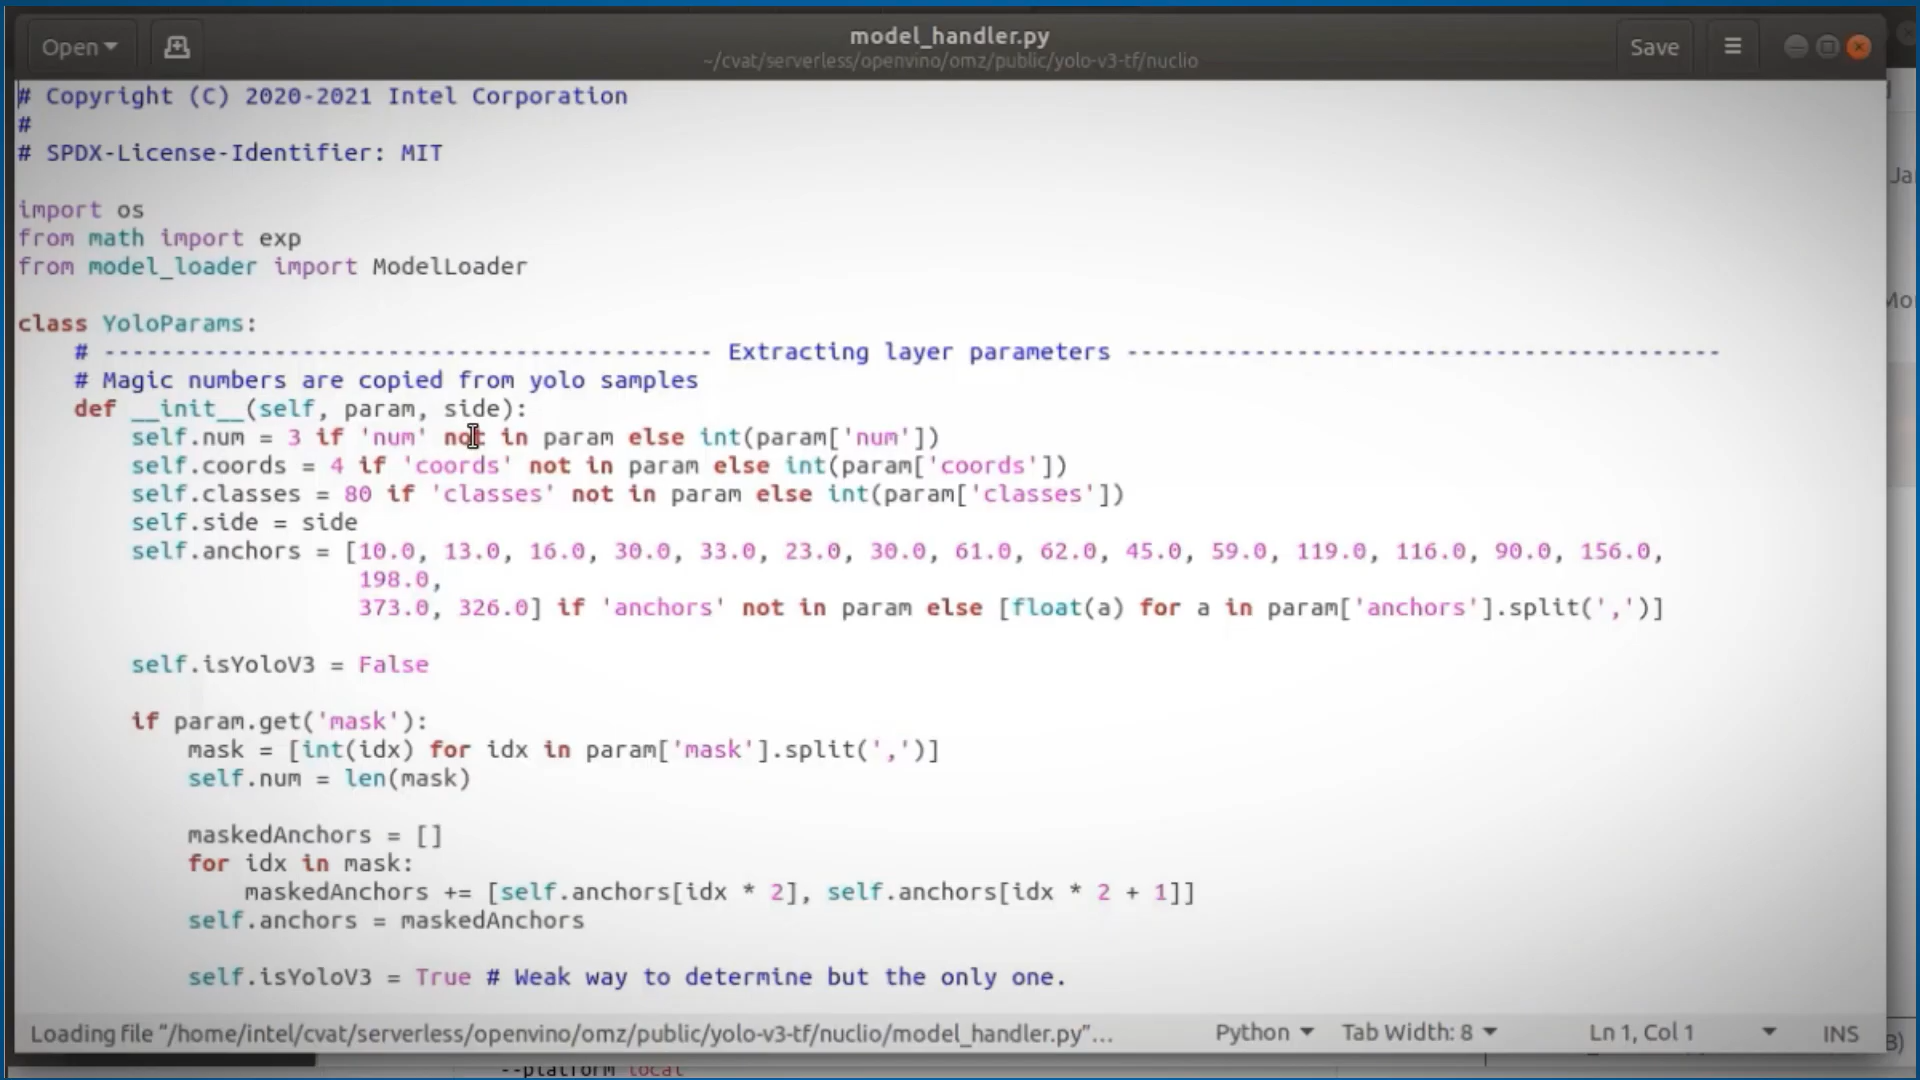 Open
model_handler.py
~/cvat/serverless/openvino/omz/public/yolo-v3-tf/nuclio
Save
# Copyright (C) 2020-2021 Intel Corporation
#
# SPDX-License-Identifier: MIT
import os
from math import exp
from model_loader import ModelLoader
class YoloParams:
# ------------------------------------------- Extracting layer parameters ------------------------------------------
# Magic numbers are copied from yolo samples
def __init__(self, param, side):
self.num = 3 if 'num' not in param else int(param['num'])
self.coords = 4 if 'coords' not in param else int(param['coords'])
self.classes = 80 if 'classes' not in param else int(param['classes'])
self.side = side
self.anchors = [10.0, 13.0, 16.0, 30.0, 33.0, 23.0, 30.0, 61.0, 62.0, 45.0, 59.0, 119.0, 116.0, 90.0, 156.0,
198.0,
373.0, 326.0] if 'anchors' not in param else [float(a) for a in param['anchors'].split(',')]
self.isYoloV3 = False
if param.get('mask'):
mask = [int(idx) for idx in param['mask'].split(',')]
self.num = len(mask)
maskedAnchors = []
for idx in mask:
maskedAnchors += [self.anchors[idx * 2], self.anchors[idx * 2 + 1]]
self.anchors = maskedAnchors
self.isYoloV3 = True # Weak way to determine but the only one.
Loading file "/home/intel/cvat/serverless/openvino/omz/public/yolo-v3-tf/nuclio/model_handler.py"…
Python
Tab Width: 8
Ln 1, Col 1
INS
--platform local